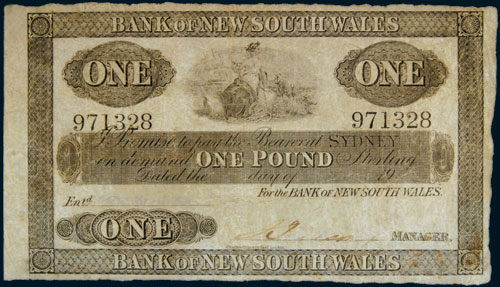 BANK OF NEW SOUTH WALES
ONE ONE
971328 971328
I Promise to pay the Bearer at SYDNEY
on demand ONE POUND Sterling
Dated the day of 19
For the BANK OF NEW SOUTH WALES.
Entd.
ONE
MANAGER.
BANK OF NEW SOUTH WALES